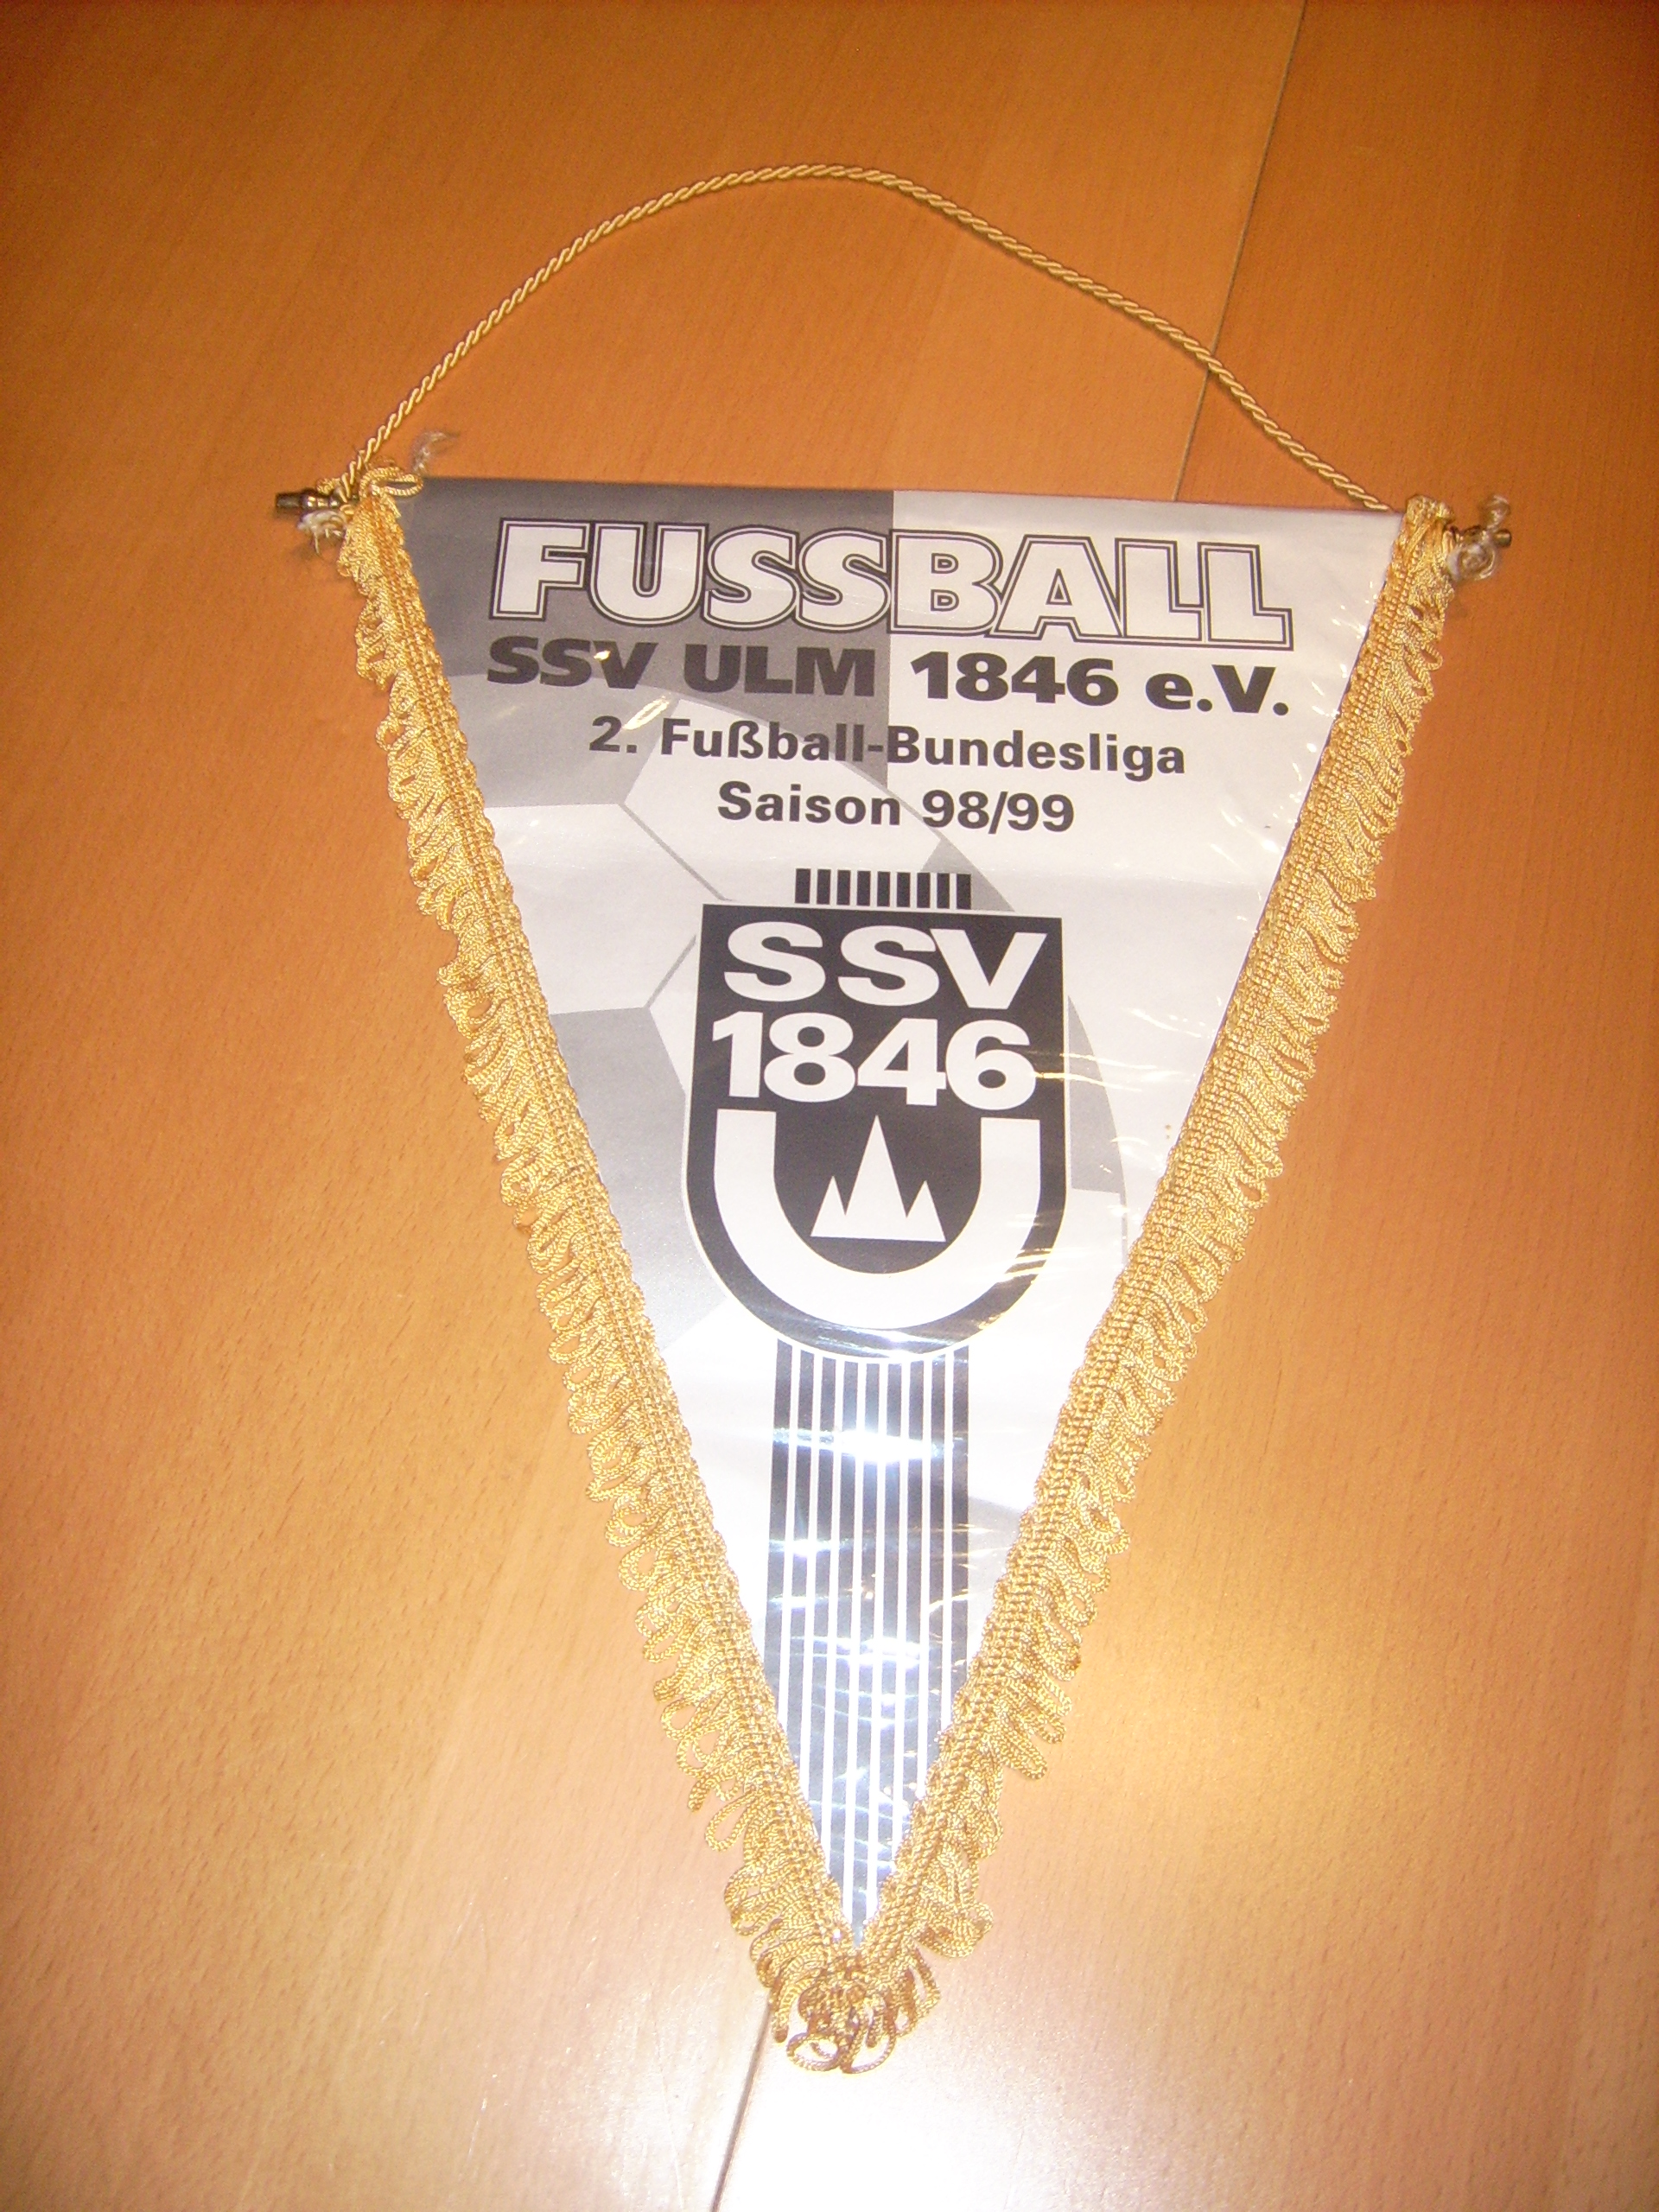 FUSSBALL
SSV ULM 1846 e.V.
2. Fußball-Bundesliga
Saison 98/99
SSV
1846
U